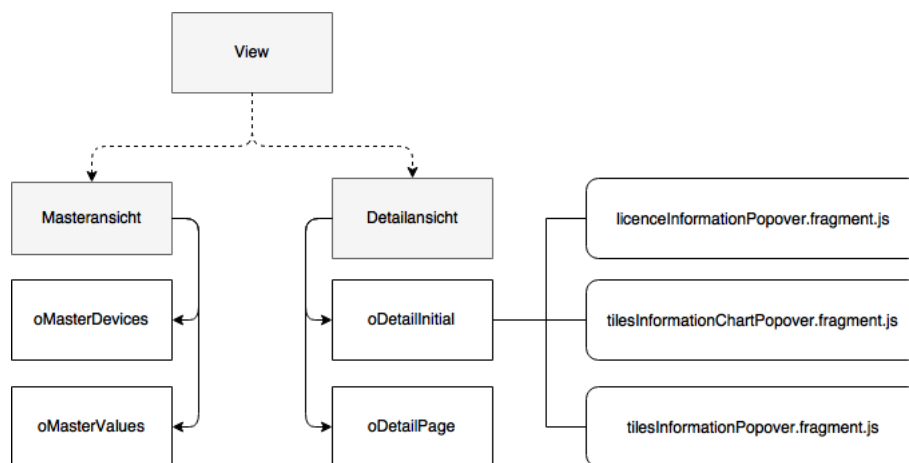 View
Masteransicht
Detailansicht
licenceInformationPopover.fragment.js
oMasterDevices
oDetailInitial
tilesInformationChartPopover.fragment.js
oMasterValues
oDetailPage
tilesInformationPopover.fragment.js